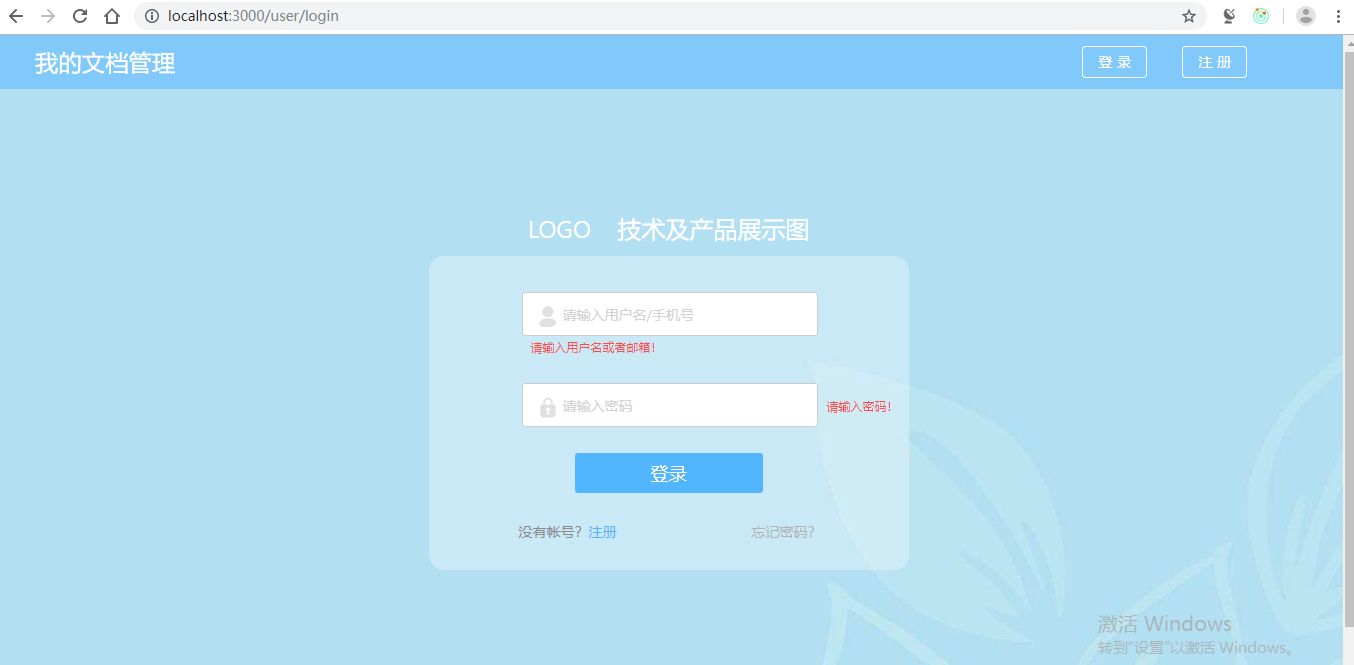 localhost:3000/user/login
我的文档管理
登 录
注 册
LOGO 技术及产品展示图
请输入用户名/手机号
请输入用户名或者邮箱!
请输入密码
请输入密码!
登录
没有帐号? 注册
忘记密码?
激活 Windows
转到"设置"以激活 Windows。